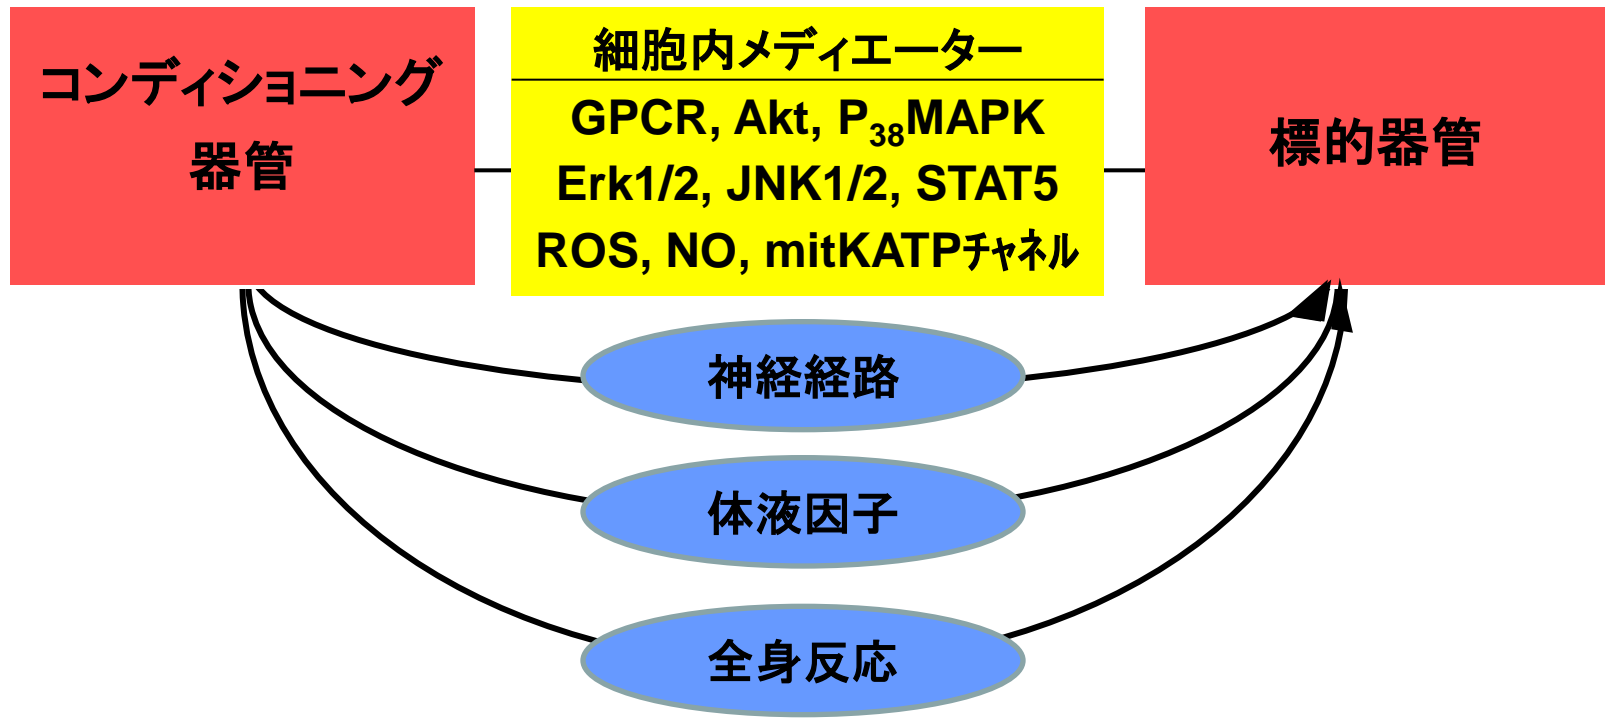 コンディショニング
器管
細胞内メディエーター
GPCR, Akt, P38MAPK
Erk1/2, JNK1/2, STAT5
ROS, NO, mitKATPチャネル
標的器管
神経経路
体液因子
全身反応